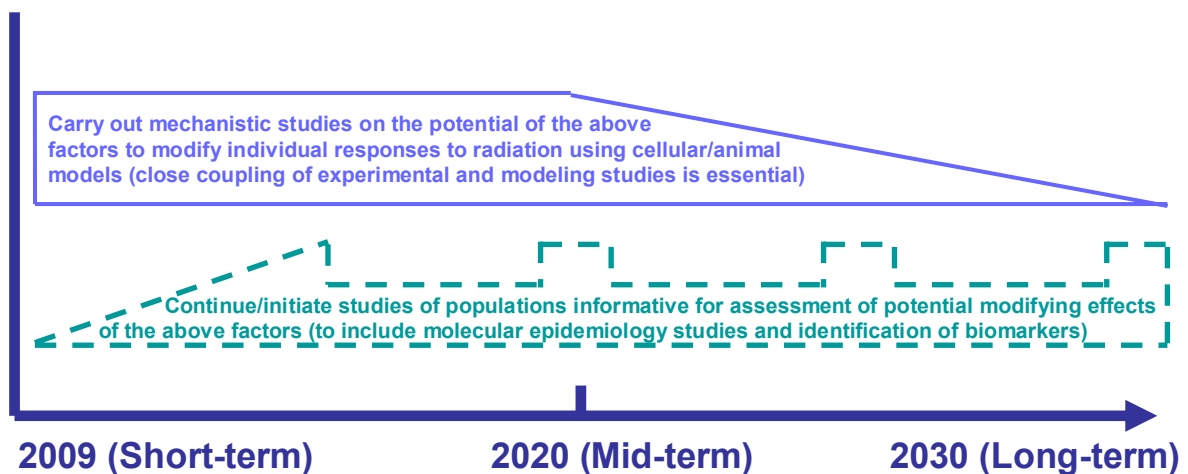 Carry out mechanistic studies on the potential of the above
factors to modify individual responses to radiation using cellular/animal
models (close coupling of experimental and modeling studies is essential)
Continue/initiate studies of populations informative for assessment of potential modifying effects
of the above factors (to include molecular epidemiology studies and identification of biomarkers)
2009 (Short-term) 2020 (Mid-term) 2030 (Long-term)